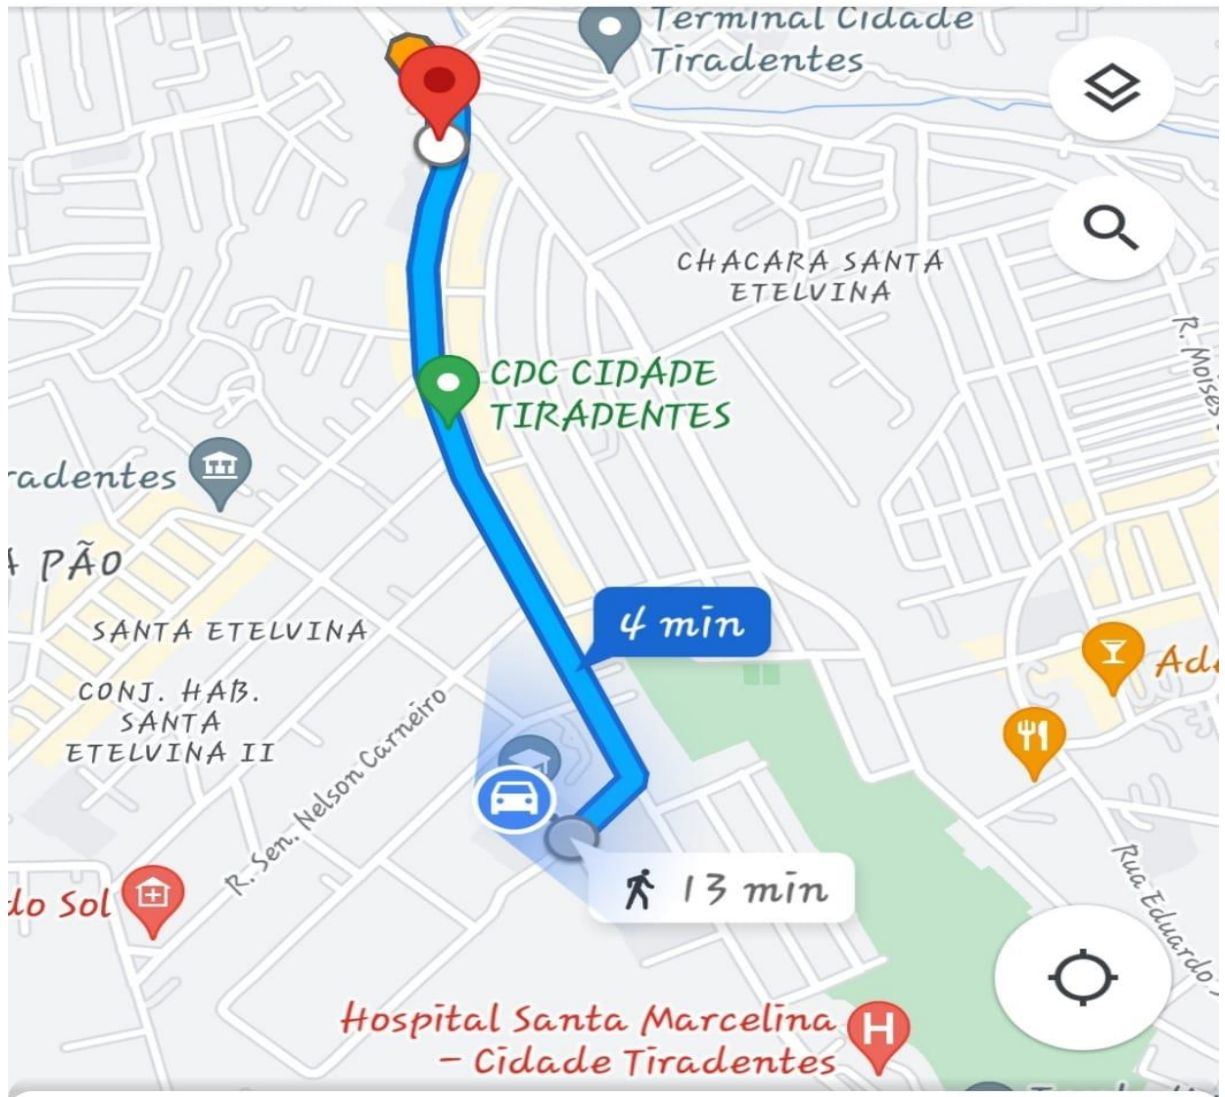 Terminal Cidade
Tiradentes
CHACARA SANTA
ETELVINA
R. Moises
CDC CIDADE
TIRADENTES
radentes
PÃO
4 min
SANTA ETELVINA
CONJ. HAB.
SANTA
ETELVINA II
R. Sen. Nelson Carneiro
13 min
do Sol
Rua Eduardo
Hospital Santa Marcelina
- Cidade Tiradentes
H